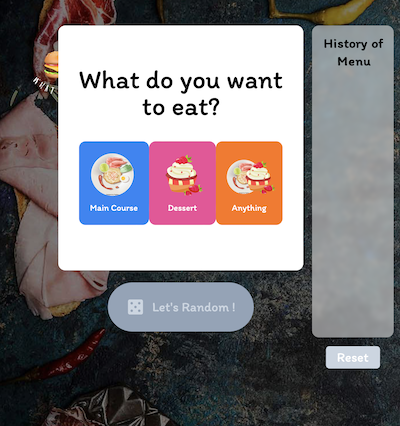 What do you want
to eat?
Main Course
Dessert
Anything
Let's Random !
History of
Menu
Reset